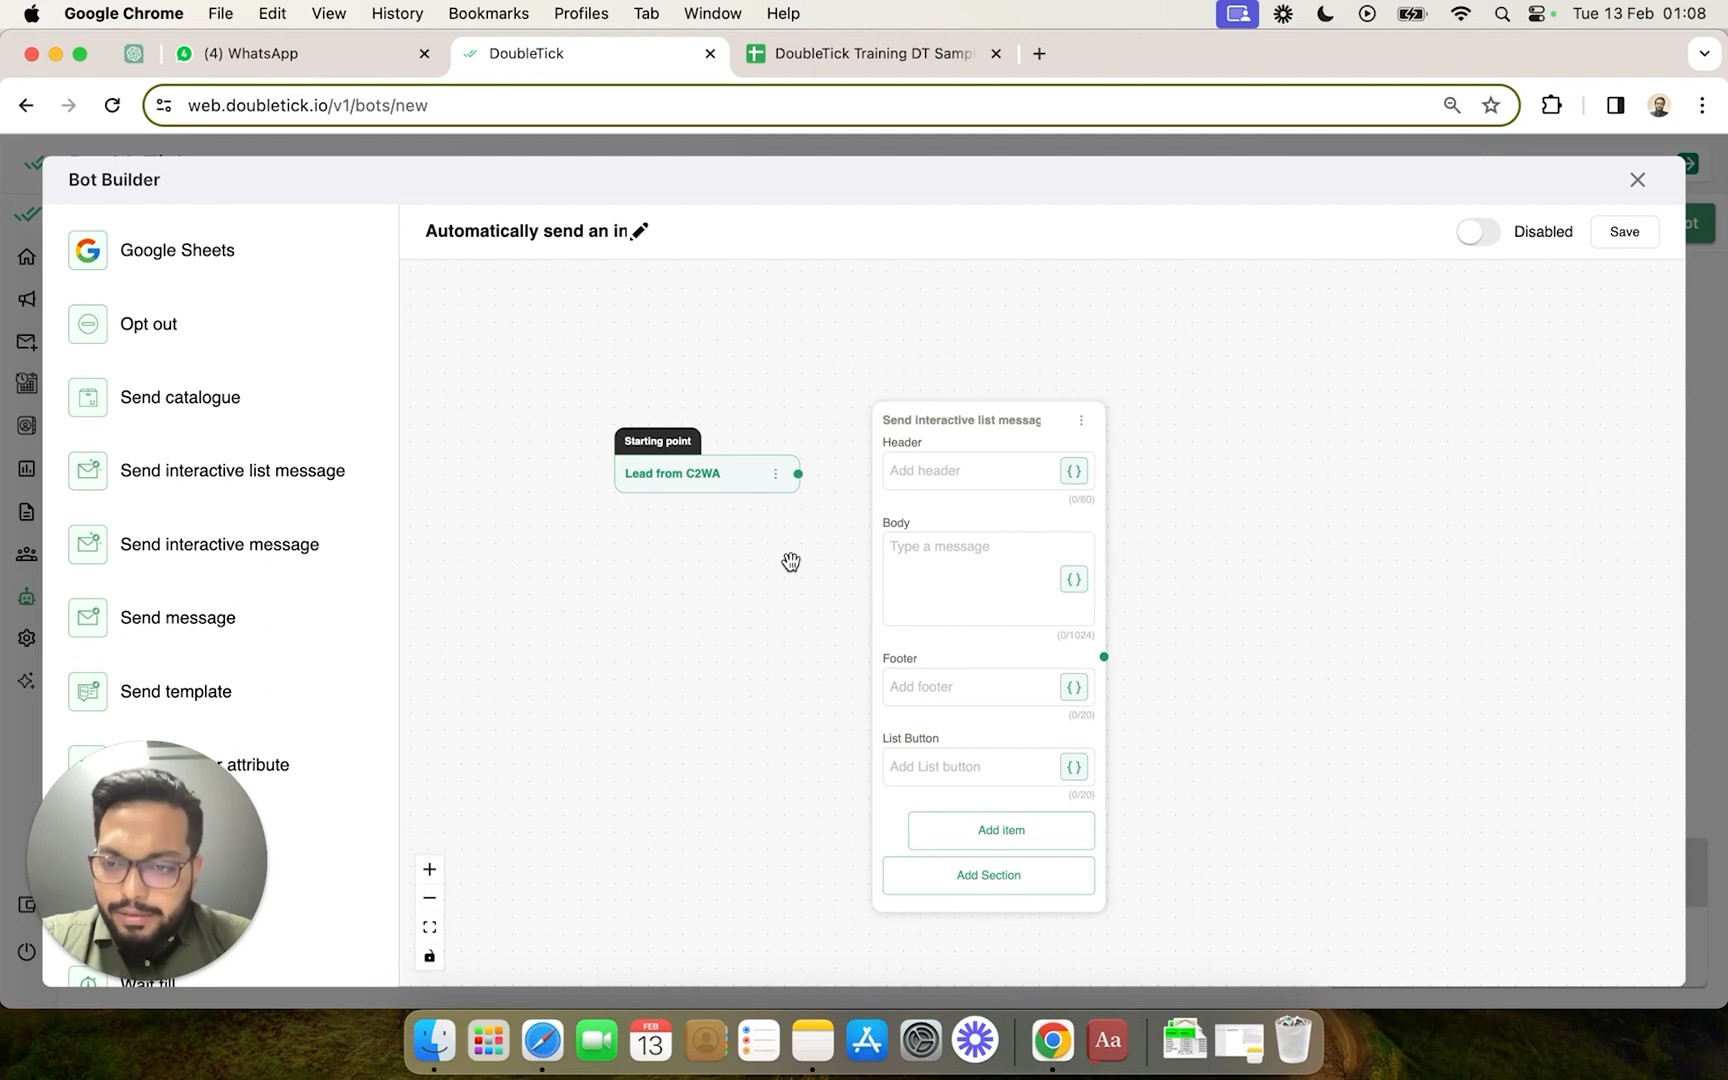 Google Chrome File Edit View History Bookmarks Profiles Tab Window Help Tue 13 Feb 01:08
4 (4) WhatsApp DoubleTick DoubleTick Training DT Samp
web.doubletick.io/v1/bots/new
Bot Builder
Google Sheets
Opt out
Send catalogue
Send interactive list message
Send interactive message
Send message
Send template
attribute
Automatically send an in
Disabled Save
Starting point
Lead from C2WA
Send interactive list messag
Header
Add header { }
(0/60)
Body
Type a message
{ }
(0/1024)
Footer
Add footer { }
(0/20)
List Button
Add List button { }
(0/20)
Add item
Add Section
FEB
13
Aa